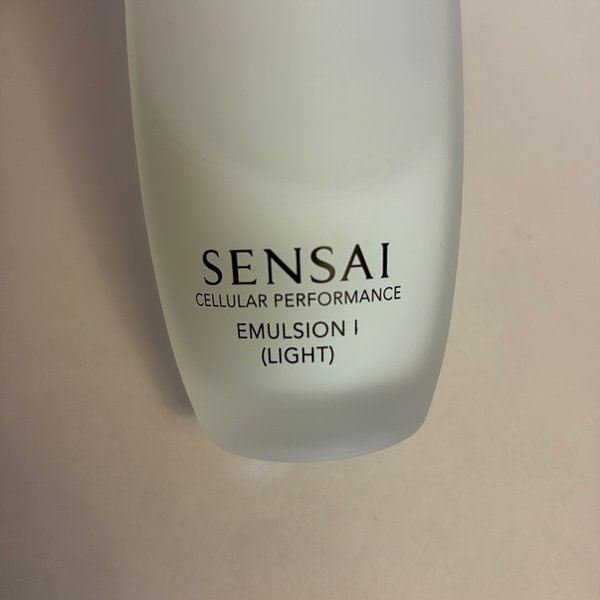 SENSAI
CELLULAR PERFORMANCE
EMULSION I
(LIGHT)